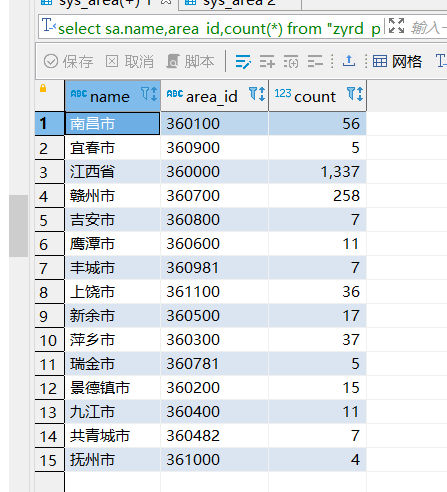 sys_area(+) 1
sys_area 2
select sa.name,area_id,count(*) from "zyrd_p
输入一
保存
取消
脚本
网格
name area_id count
1 南昌市 360100 56
2 宜春市 360900 5
3 江西省 360000 1,337
4 赣州市 360700 258
5 吉安市 360800 7
6 鹰潭市 360600 11
7 丰城市 360981 7
8 上饶市 361100 36
9 新余市 360500 17
10 萍乡市 360300 37
11 瑞金市 360781 5
12 景德镇市 360200 15
13 九江市 360400 11
14 共青城市 360482 7
15 抚州市 361000 4